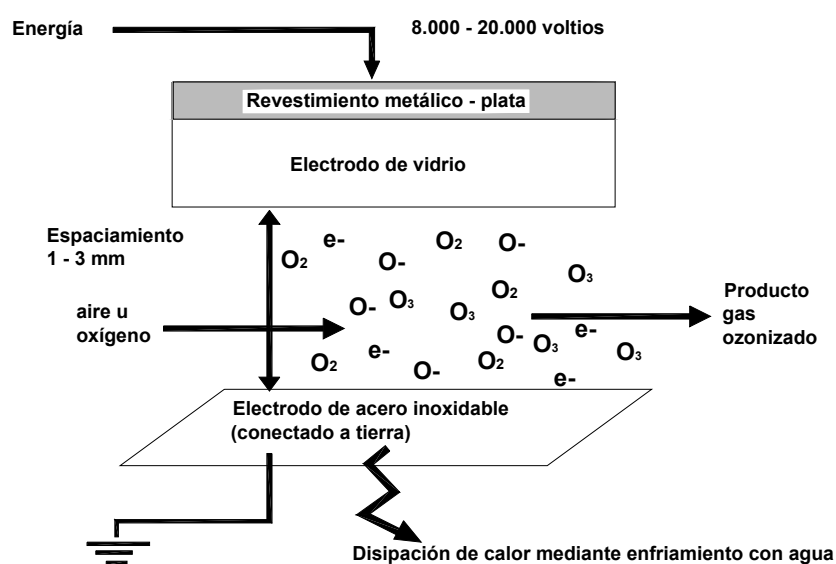 Energía
8.000 - 20.000 voltios
Revestimiento metálico - plata
Electrodo de vidrio
Espaciamiento
1 - 3 mm
aire u
oxígeno
O2 e- O- O2 O- O3
O- O3 O3 O2
O2 e- O- O2 O- O3 e- O3
e-
Producto
gas
ozonizado
Electrodo de acero inoxidable
(conectado a tierra)
Disipación de calor mediante enfriamiento con agua